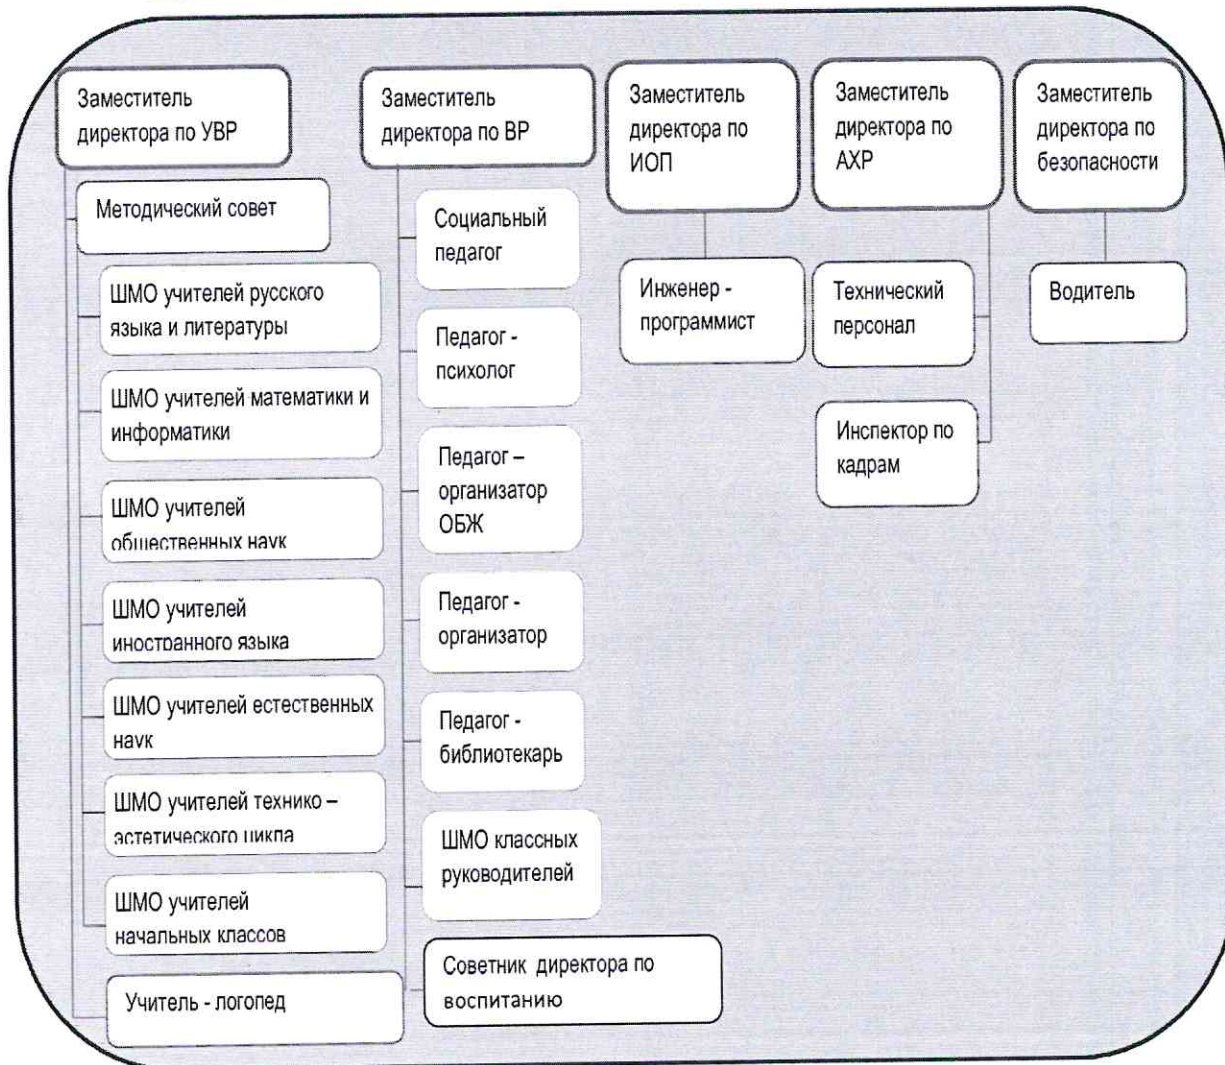 Заместитель
директора по УВР
Методический совет
ШМО учителей русского
языка и литературы
ШМО учителей математики и
информатики
ШМО учителей
общественных наук
ШМО учителей
иностранного языка
ШМО учителей естественных
наук
ШМО учителей технико –
эстетического цикла
ШМО учителей
начальных классов
Учитель - логопед
Заместитель
директора по ВР
Социальный
педагог
Педагог -
психолог
Педагог –
организатор
ОБЖ
Педагог -
организатор
Педагог -
библиотекарь
ШМО классных
руководителей
Советник директора по
воспитанию
Заместитель
директора по
ИОП
Инженер -
программист
Заместитель
директора по
АХР
Технический
персонал
Инспектор по
кадрам
Заместитель
директора по
безопасности
Водитель